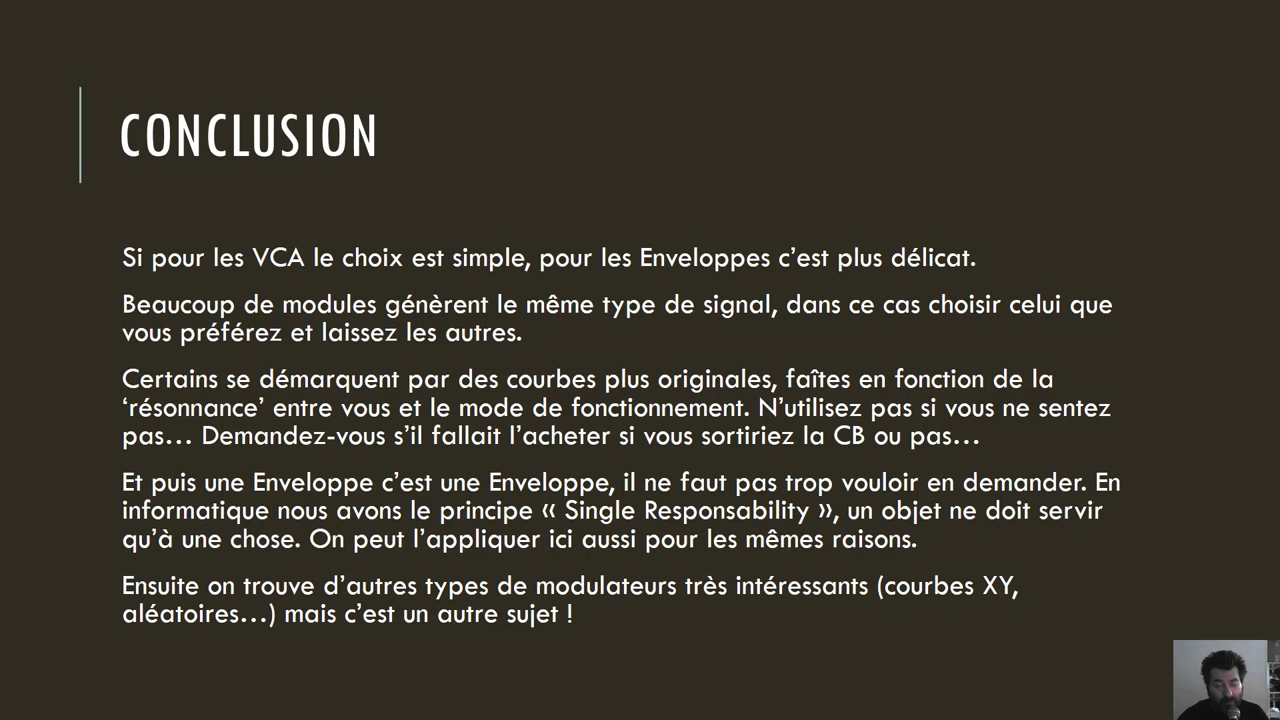 CONCLUSION
Si pour les VCA le choix est simple, pour les Enveloppes c’est plus délicat.
Beaucoup de modules génèrent le même type de signal, dans ce cas choisir celui que
vous préférez et laissez les autres.
Certains se démarquent par des courbes plus originales, faîtes en fonction de la
‘résonnance’ entre vous et le mode de fonctionnement. N’utilisez pas si vous ne sentez
pas… Demandez-vous s’il fallait l’acheter si vous sortiriez la CB ou pas…
Et puis une Enveloppe c’est une Enveloppe, il ne faut pas trop vouloir en demander. En
informatique nous avons le principe « Single Responsability », un objet ne doit servir
qu’à une chose. On peut l’appliquer ici aussi pour les mêmes raisons.
Ensuite on trouve d’autres types de modulateurs très intéressants (courbes XY,
aléatoires…) mais c’est un autre sujet !